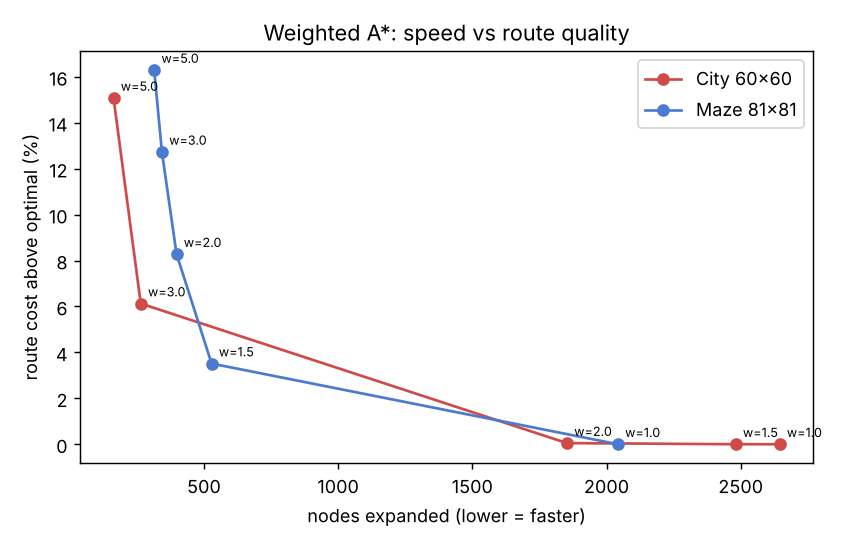 Weighted A*: speed vs route quality
City 60×60
Maze 81×81
route cost above optimal (%)
16
14
12
10
8
6
4
2
0
w=5.0
w=5.0
w=3.0
w=2.0
w=3.0
w=1.5
w=2.0
w=1.0
w=1.5
w=1.0
500
1000
1500
2000
2500
nodes expanded (lower = faster)